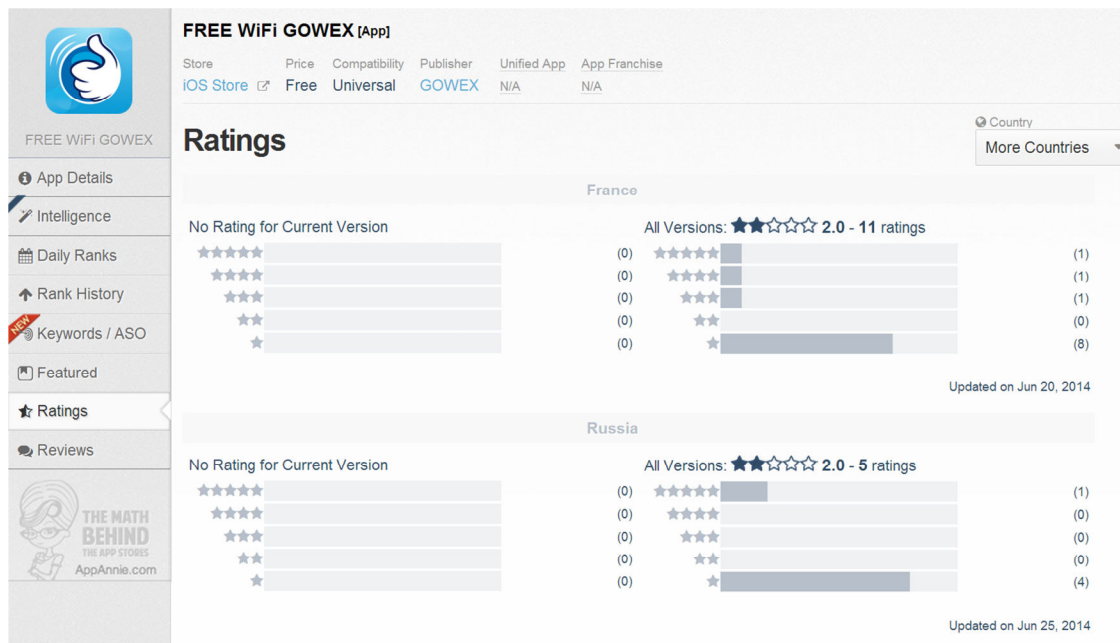 FREE WiFi GOWEX [App]
Store Price Compatibility Publisher Unified App App Franchise
iOS Store Free Universal GOWEX N/A N/A
FREE WiFi GOWEX
App Details
Intelligence
Daily Ranks
Rank History
NEW
Keywords / ASO
Featured
Ratings
Reviews
THE MATH
BEHIND
THE APP STORES
AppAnnie.com
Ratings
Country
More Countries
France
No Rating for Current Version
(0)
(0)
(0)
(0)
(0)
All Versions: 2.0 - 11 ratings
(1)
(1)
(1)
(0)
(8)
Updated on Jun 20, 2014
Russia
No Rating for Current Version
(0)
(0)
(0)
(0)
(0)
All Versions: 2.0 - 5 ratings
(1)
(0)
(0)
(0)
(4)
Updated on Jun 25, 2014